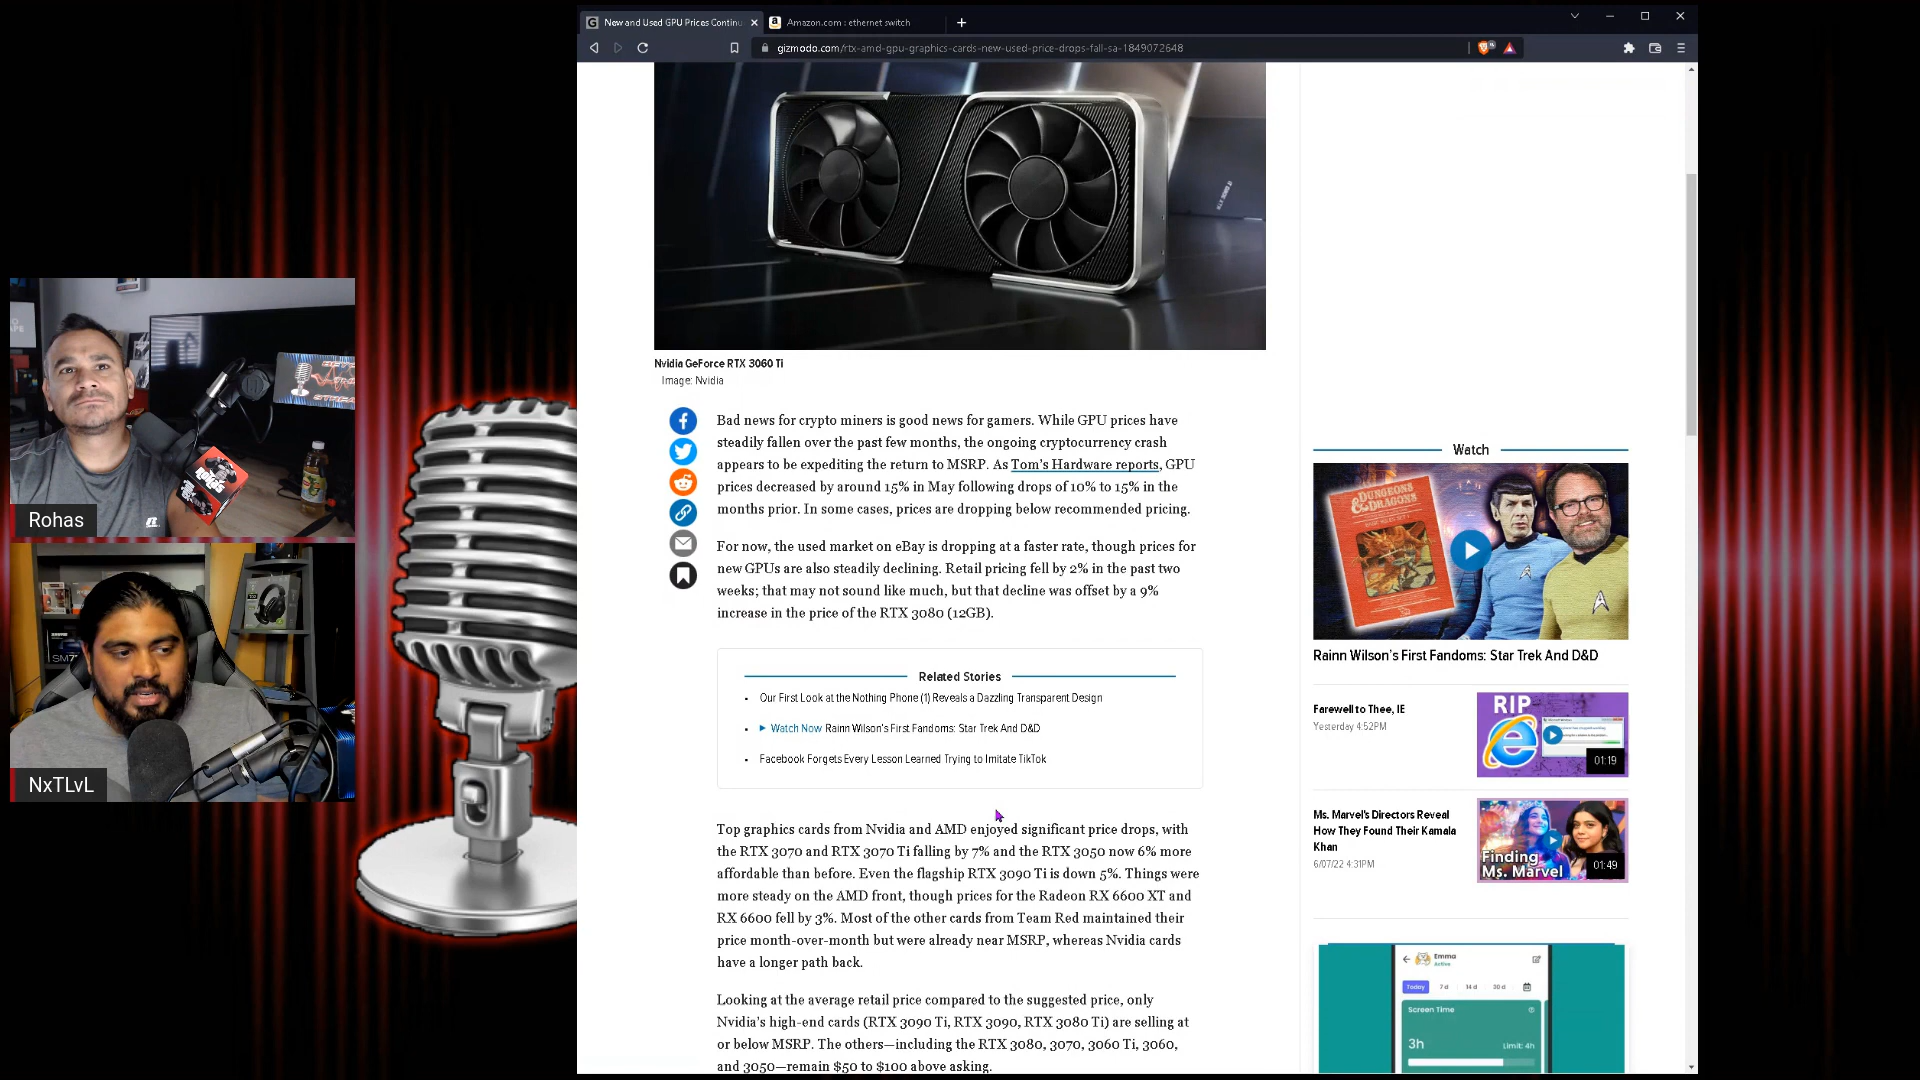 New and Used GPU Prices Continu
Amazon.com : ethernet switch
gizmodo.com/rtx-amd-gpu-graphics-cards-new-used-price-drops-fall-sa-1849072648
Nvidia GeForce RTX 3060 Ti
Image: Nvidia
Bad news for crypto miners is good news for gamers. While GPU prices have
steadily fallen over the past few months, the ongoing cryptocurrency crash
appears to be expediting the return to MSRP. As Tom's Hardware reports, GPU
prices decreased by around 15% in May following drops of 10% to 15% in the
months prior. In some cases, prices are dropping below recommended pricing.
For now, the used market on eBay is dropping at a faster rate, though prices for
new GPUs are also steadily declining. Retail pricing fell by 2% in the past two
weeks; that may not sound like much, but that decline was offset by a 9%
increase in the price of the RTX 3080 (12GB).
Related Stories
• Our First Look at the Nothing Phone (1) Reveals a Dazzling Transparent Design
• Watch Now Rainn Wilson's First Fandoms: Star Trek And D&D
• Facebook Forgets Every Lesson Learned Trying to Imitate TikTok
Top graphics cards from Nvidia and AMD enjoyed significant price drops, with
the RTX 3070 and RTX 3070 Ti falling by 7% and the RTX 3050 now 6% more
affordable than before. Even the flagship RTX 3090 Ti is down 5%. Things were
more steady on the AMD front, though prices for the Radeon RX 6600 XT and
RX 6600 fell by 3%. Most of the other cards from Team Red maintained their
price month-over-month but were already near MSRP, whereas Nvidia cards
have a longer path back.
Looking at the average retail price compared to the suggested price, only
Nvidia's high-end cards (RTX 3090 Ti, RTX 3090, RTX 3080 Ti) are selling at
or below MSRP. The others—including the RTX 3080, 3070, 3060 Ti, 3060,
and 3050—remain $50 to $100 above asking.
Watch
DUNGEONS
& DRAGONS
Rainn Wilson's First Fandoms: Star Trek And D&D
Farewell to Thee, IE
Yesterday 4:52PM
RIP
01:19
Ms. Marvel's Directors Reveal
How They Found Their Kamala
Khan
6/07/22 4:31PM
Finding
Ms. Marvel
01:49
Emma
Active
Today 7d 14d 30d
Screen Time
3h
Limit: 4h
Rohas
NxTLvL